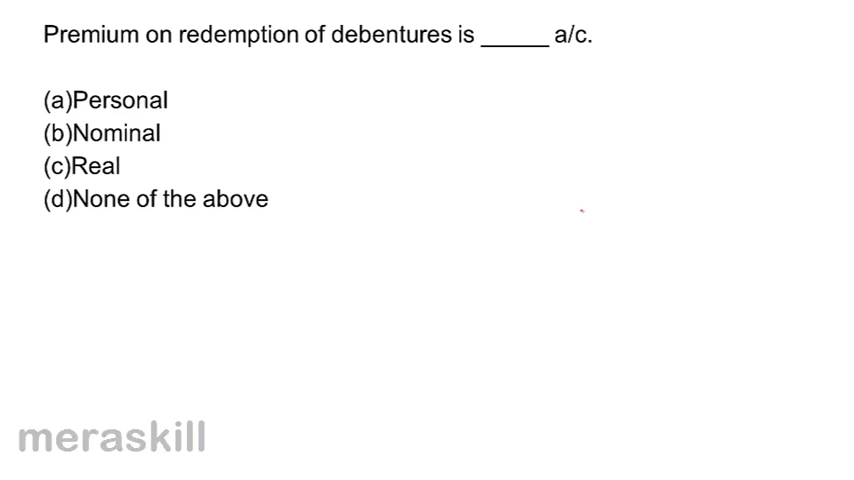 Premium on redemption of debentures is _____ a/c.
(a)Personal
(b)Nominal
(c)Real
(d)None of the above
meraskill